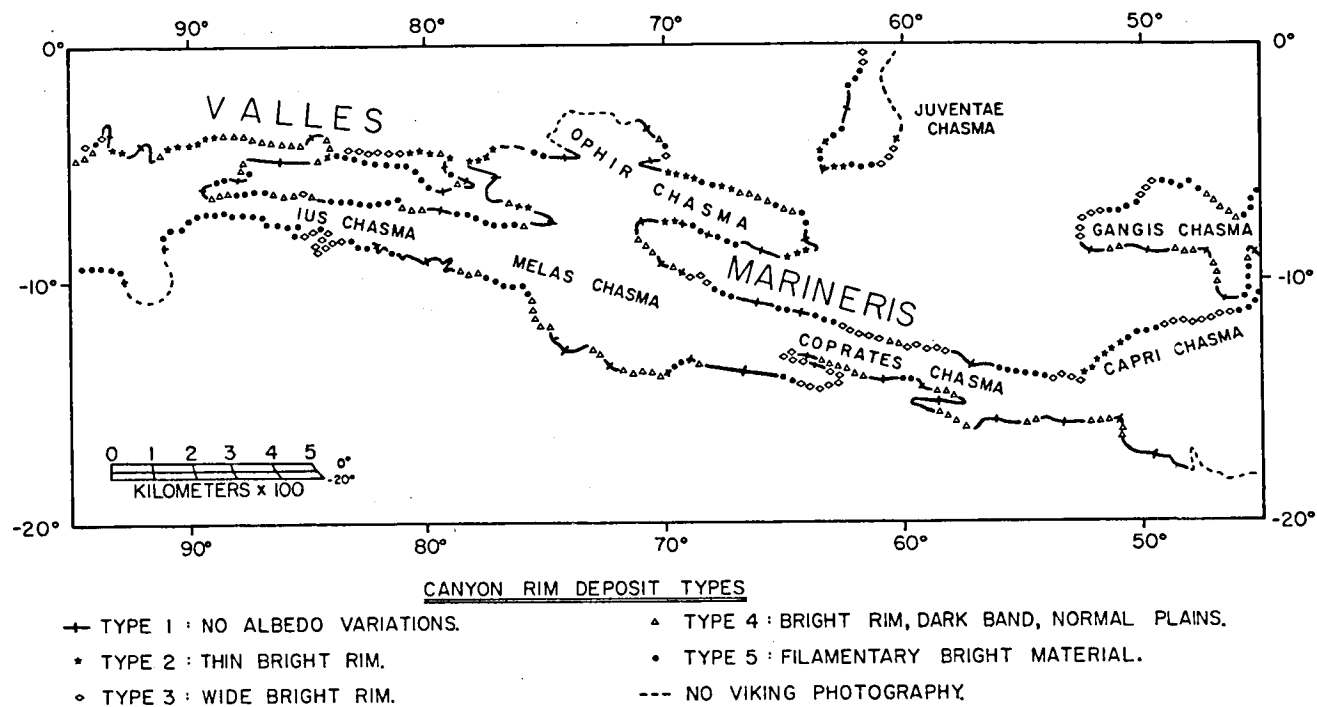 90° 80° 70° 60° 50°
0° 0°
VALLES
JUVENTAE
CHASMA
OPHIR CHASMA
IUS CHASMA
GANGIS CHASMA
MELAS CHASMA
MARINERIS
-10° -10°
COPRATES CHASMA
CAPRI CHASMA
0 1 2 3 4 5
0°
-20°
KILOMETERS x 100
-20° -20°
90° 80° 70° 60° 50°
CANYON RIM DEPOSIT TYPES
TYPE 1 : NO ALBEDO VARIATIONS.
TYPE 2 : THIN BRIGHT RIM.
TYPE 3 : WIDE BRIGHT RIM.
TYPE 4 : BRIGHT RIM, DARK BAND, NORMAL PLAINS.
TYPE 5 : FILAMENTARY BRIGHT MATERIAL.
NO VIKING PHOTOGRAPHY.